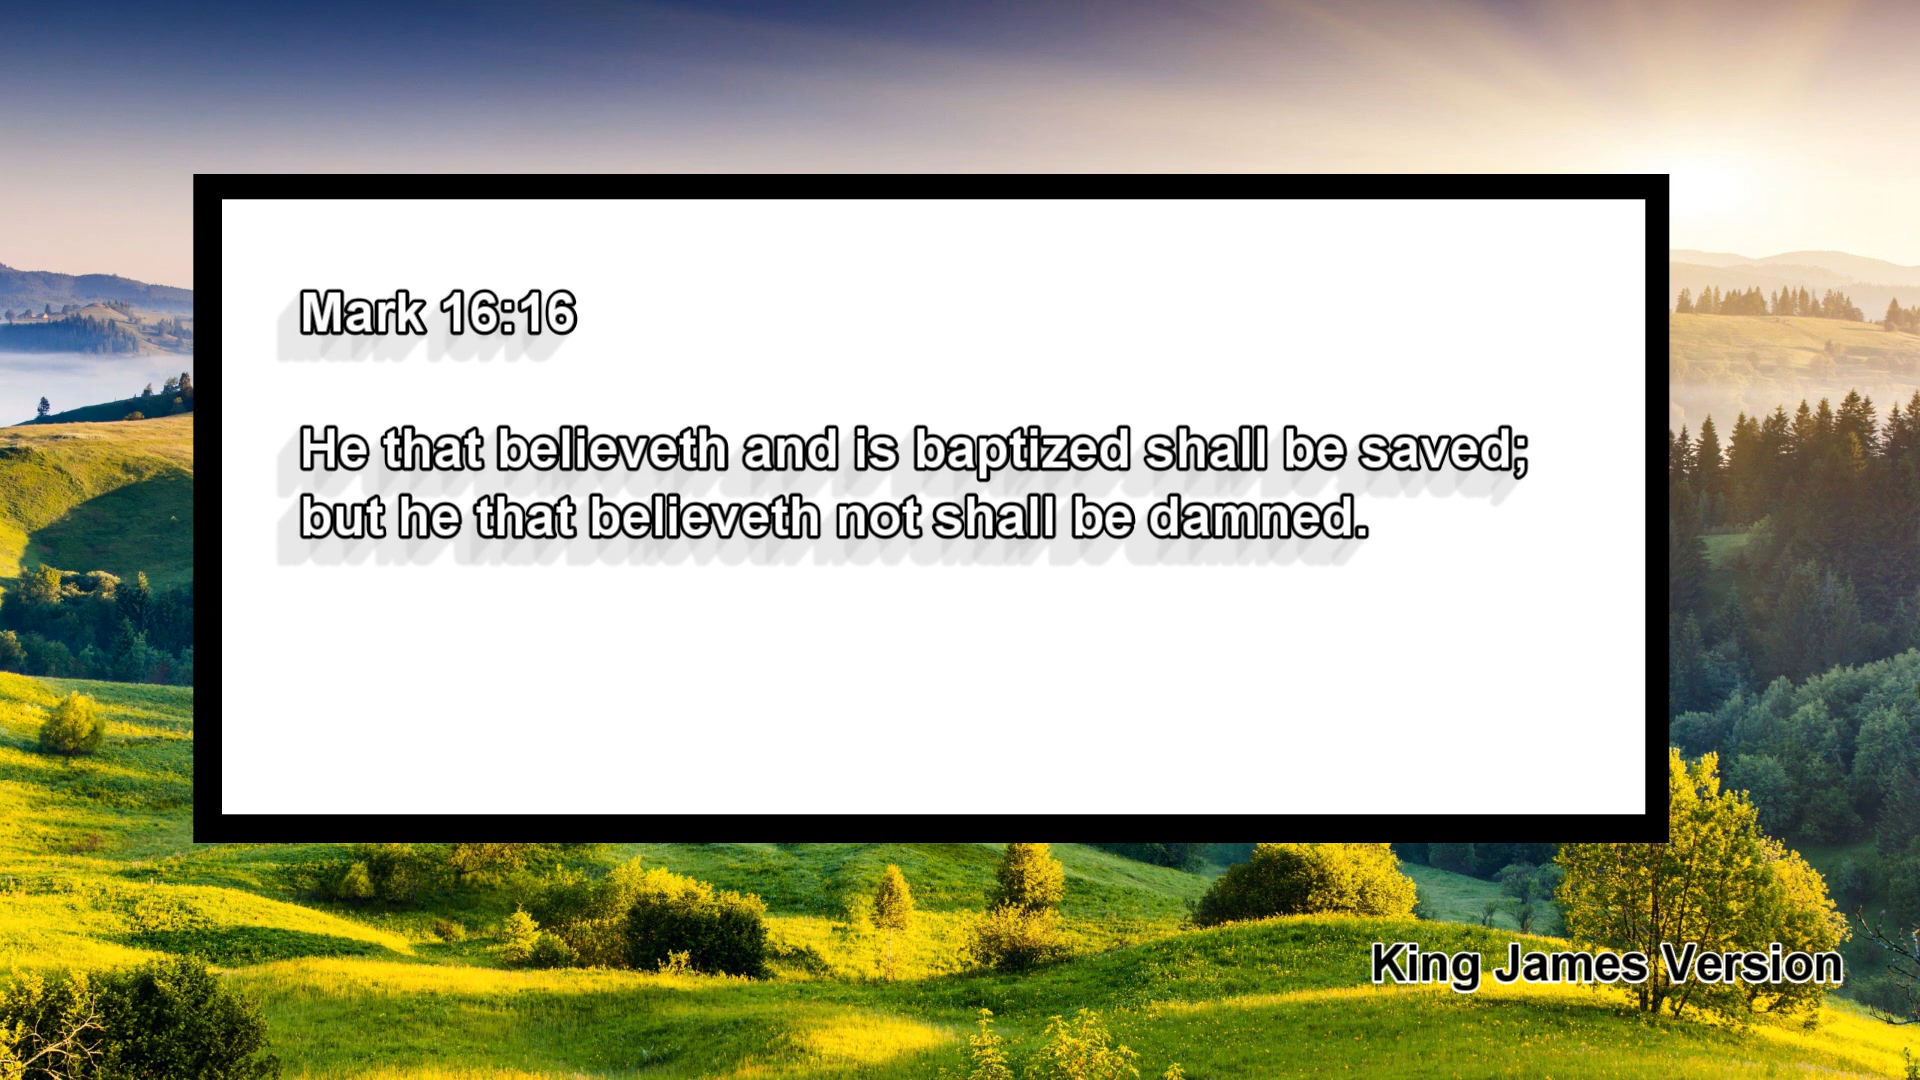 Mark 16:16
He that believeth and is baptized shall be saved;
but he that believeth not shall be damned.
King James Version